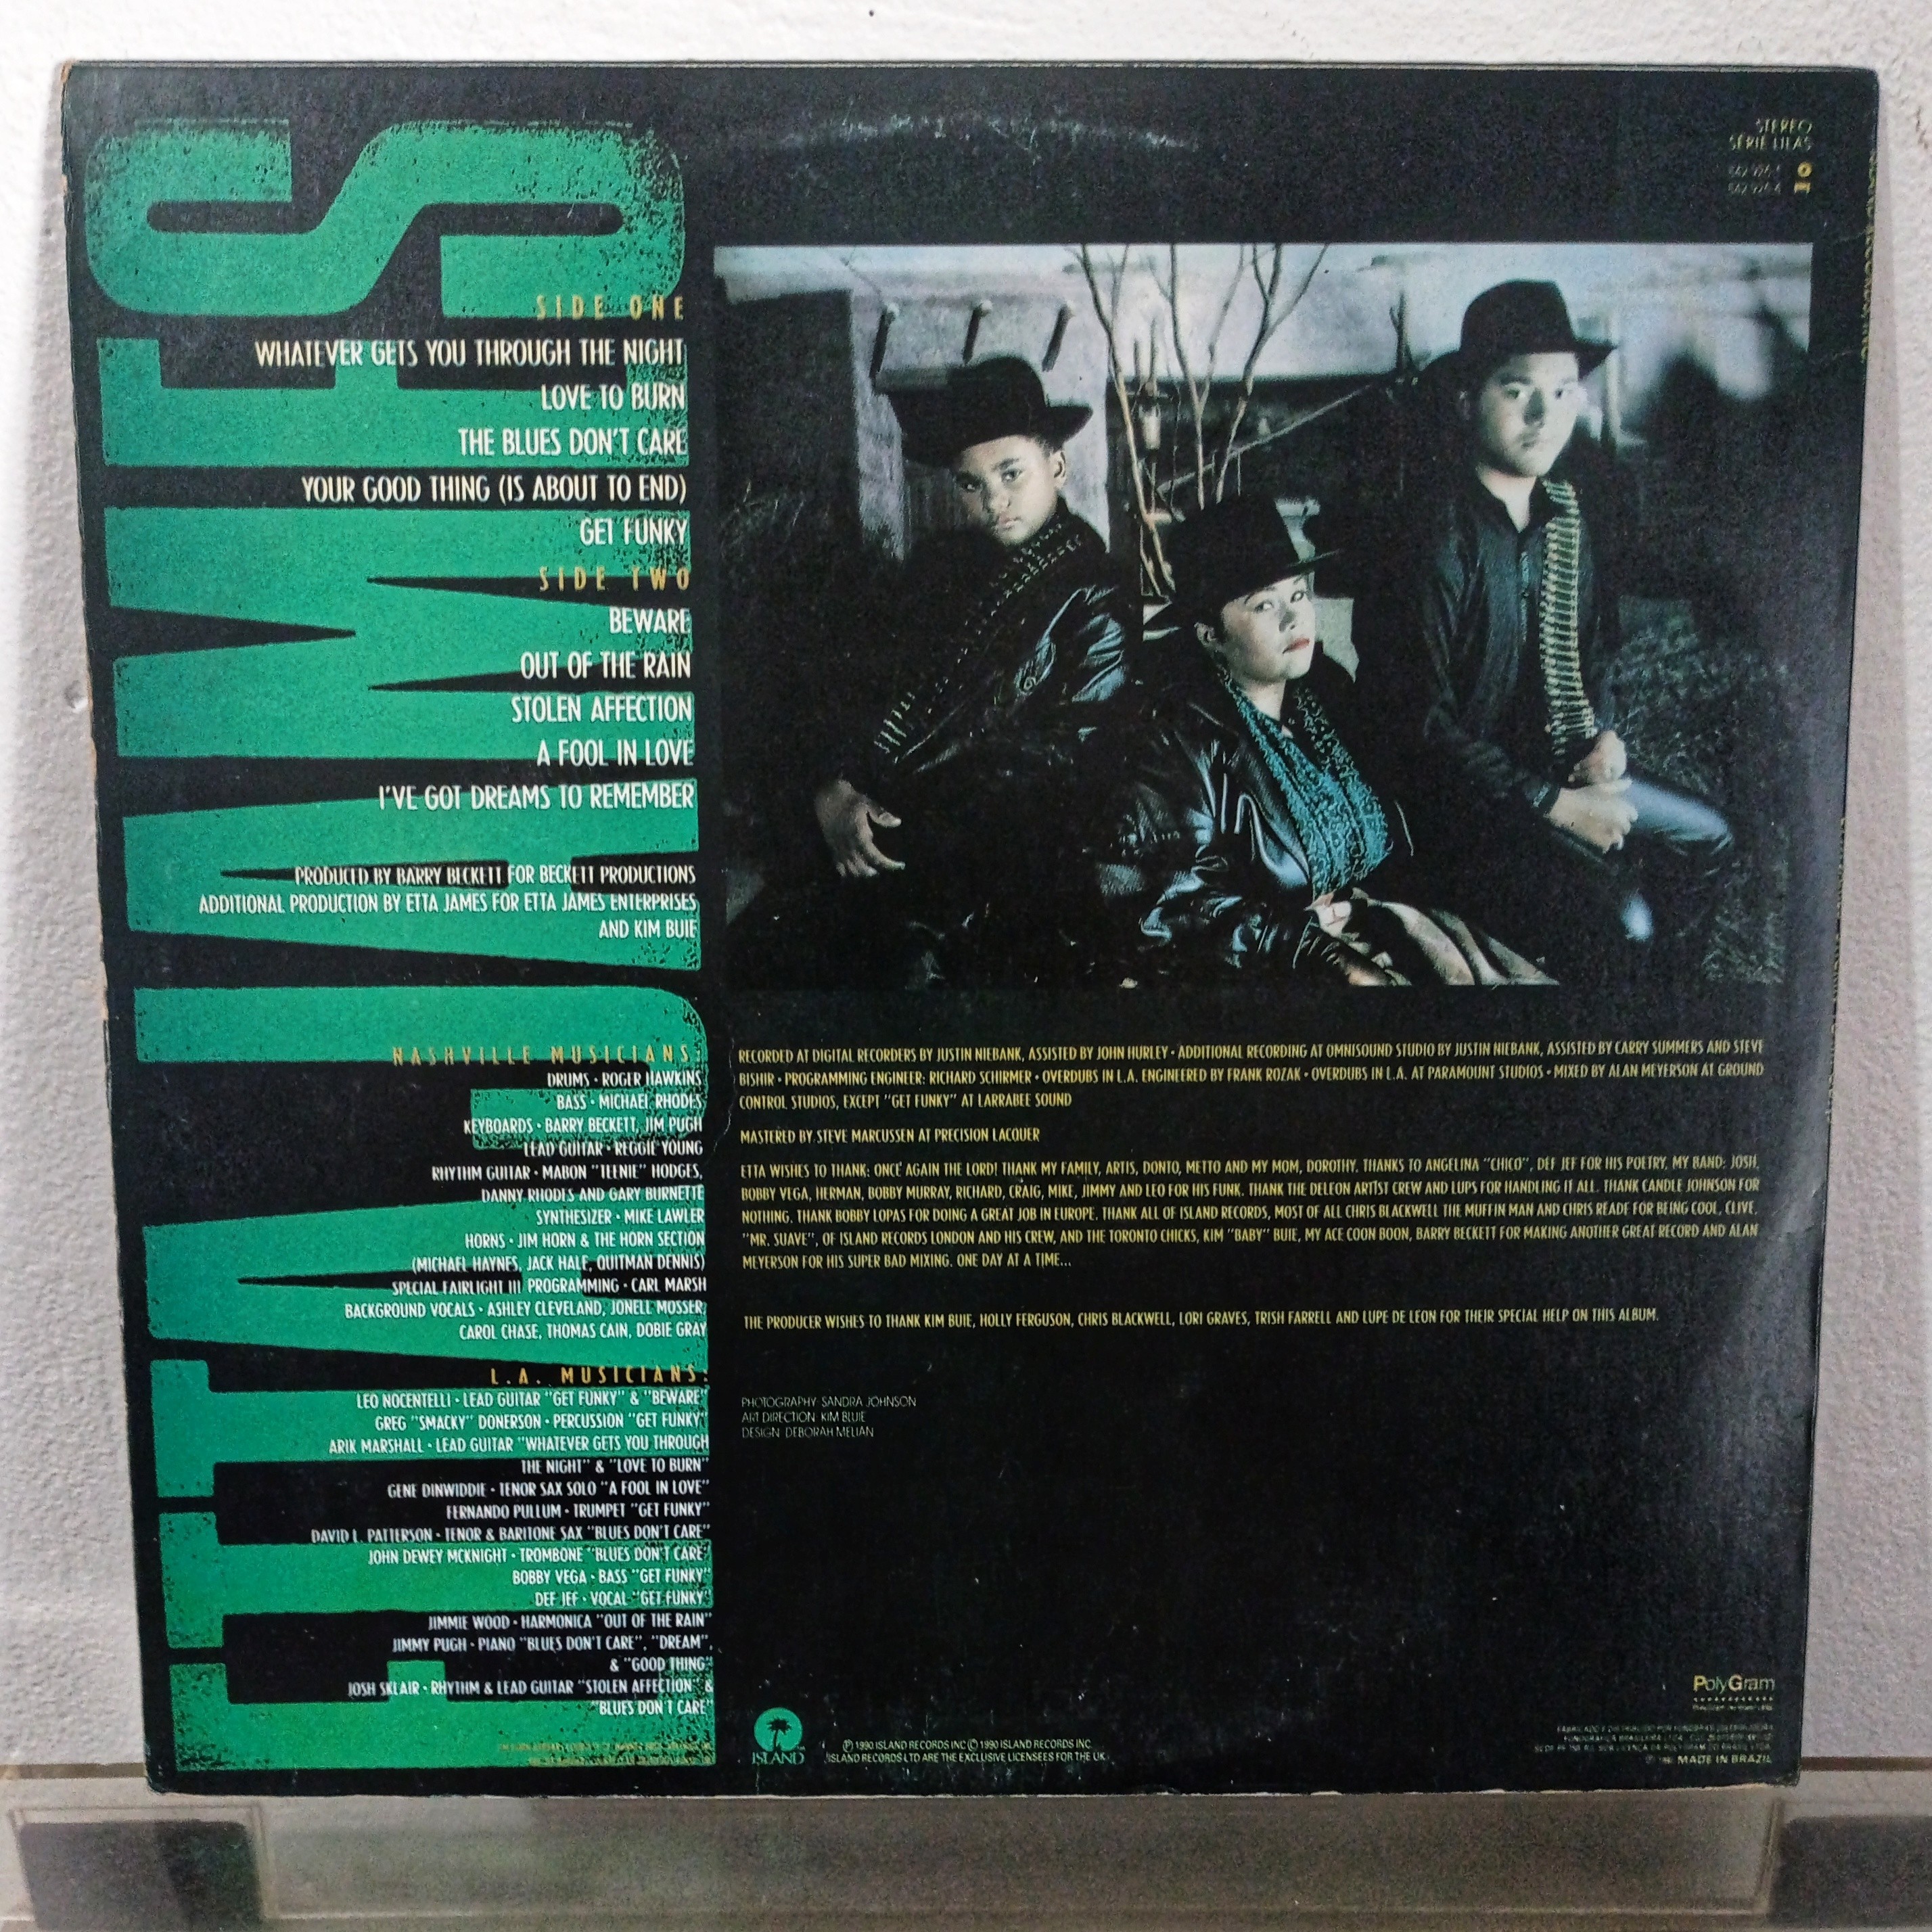 ETTA JAMES
SIDE ONE
WHATEVER GETS YOU THROUGH THE NIGHT
LOVE TO BURN
THE BLUES DON'T CARE
YOUR GOOD THING (IS ABOUT TO END)
GET FUNKY
SIDE TWO
BEWARE
OUT OF THE RAIN
STOLEN AFFECTION
A FOOL IN LOVE
I'VE GOT DREAMS TO REMEMBER
PRODUCED BY BARRY BECKETT FOR BECKETT PRODUCTIONS
ADDITIONAL PRODUCTION BY ETTA JAMES FOR ETTA JAMES ENTERPRISES
AND KIM BUIE
NASHVILLE MUSICIANS:
DRUMS • ROGER HAWKINS
BASS • MICHAEL RHODES
KEYBOARDS • BARRY BECKETT, JIM PUGH
LEAD GUITAR • REGGIE YOUNG
RHYTHM GUITAR • MABON "TEENIE" HODGES,
DANNY RHODES AND GARY BURNETTE
SYNTHESIZER • MIKE LAWLER
HORNS • JIM HORN & THE HORN SECTION
(MICHAEL HAYNES, JACK HALE, QUITMAN DENNIS)
SPECIAL FAIRLIGHT III PROGRAMMING • CARL MARSH
BACKGROUND VOCALS • ASHLEY CLEVELAND, JONELL MOSSER,
CAROL CHASE, THOMAS CAIN, DOBIE GRAY
L.A. MUSICIANS:
LEO NOCENTELLI • LEAD GUITAR "GET FUNKY" & "BEWARE"
GREG "SMACKY" DONERSON • PERCUSSION "GET FUNKY"
ARIK MARSHALL • LEAD GUITAR "WHATEVER GETS YOU THROUGH
THE NIGHT" & "LOVE TO BURN"
GENE DINWIDDIE • TENOR SAX SOLO "A FOOL IN LOVE"
FERNANDO PULLUM • TRUMPET "GET FUNKY"
DAVID L. PATTERSON • TENOR & BARITONE SAX "BLUES DON'T CARE"
JOHN DEWEY MCKNIGHT • TROMBONE "BLUES DON'T CARE"
BOBBY VEGA • BASS "GET FUNKY"
DEF JEF • VOCAL "GET FUNKY"
JIMMIE WOOD • HARMONICA "OUT OF THE RAIN"
JIMMY PUGH • PIANO "BLUES DON'T CARE", "DREAM",
& "GOOD THING"
JOSH SKLAIR • RHYTHM & LEAD GUITAR "STOLEN AFFECTION" &
"BLUES DON'T CARE"
STEREO
SÉRIE LILÁS
842 926-1
842 926-4
RECORDED AT DIGITAL RECORDERS BY JUSTIN NIEBANK, ASSISTED BY JOHN HURLEY • ADDITIONAL RECORDING AT OMNISOUND STUDIO BY JUSTIN NIEBANK, ASSISTED BY CARRY SUMMERS AND STEVE
BISHIR • PROGRAMMING ENGINEER: RICHARD SCHIRMER • OVERDUBS IN L.A. ENGINEERED BY FRANK ROZAK • OVERDUBS IN L.A. AT PARAMOUNT STUDIOS • MIXED BY ALAN MEYERSON AT GROUND
CONTROL STUDIOS, EXCEPT "GET FUNKY" AT LARRABEE SOUND
MASTERED BY STEVE MARCUSSEN AT PRECISION LACQUER
ETTA WISHES TO THANK: ONCE AGAIN THE LORD! THANK MY FAMILY, ARTIS, DONTO, METTO AND MY MOM, DOROTHY. THANKS TO ANGELINA "CHICO", DEF JEF FOR HIS POETRY, MY BAND: JOSH,
BOBBY VEGA, HERMAN, BOBBY MURRAY, RICHARD, CRAIG, MIKE, JIMMY AND LEO FOR HIS FUNK. THANK THE DELEON ARTIST CREW AND LUPS FOR HANDLING IT ALL. THANK CANDLE JOHNSON FOR
NOTHING. THANK BOBBY LOPAS FOR DOING A GREAT JOB IN EUROPE. THANK ALL OF ISLAND RECORDS, MOST OF ALL CHRIS BLACKWELL THE MUFFIN MAN AND CHRIS READE FOR BEING COOL, CLIVE.
"MR. SUAVE", OF ISLAND RECORDS LONDON AND HIS CREW, AND THE TORONTO CHICKS, KIM "BABY" BUIE, MY ACE COON BOON, BARRY BECKETT FOR MAKING ANOTHER GREAT RECORD AND ALAN
MEYERSON FOR HIS SUPER BAD MIXING. ONE DAY AT A TIME...
THE PRODUCER WISHES TO THANK KIM BUIE, HOLLY FERGUSON, CHRIS BLACKWELL, LORI GRAVES, TRISH FARRELL AND LUPE DE LEON FOR THEIR SPECIAL HELP ON THIS ALBUM.
PHOTOGRAPHY SANDRA JOHNSON
ART DIRECTION KIM BUIE
DESIGN DEBORAH MELIAN
ISLAND
℗ 1990 ISLAND RECORDS INC © 1990 ISLAND RECORDS INC
ISLAND RECORDS LTD ARE THE EXCLUSIVE LICENSEES FOR THE UK
PolyGram
MADE IN BRAZIL